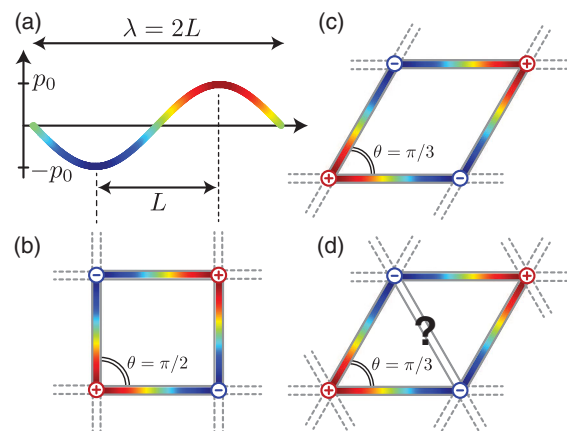 (a)
λ = 2L
p₀
−p₀
L
(b)
−
+
θ = π/2
+
−
(c)
−
+
θ = π/3
+
−
(d)
−
+
?
θ = π/3
+
−